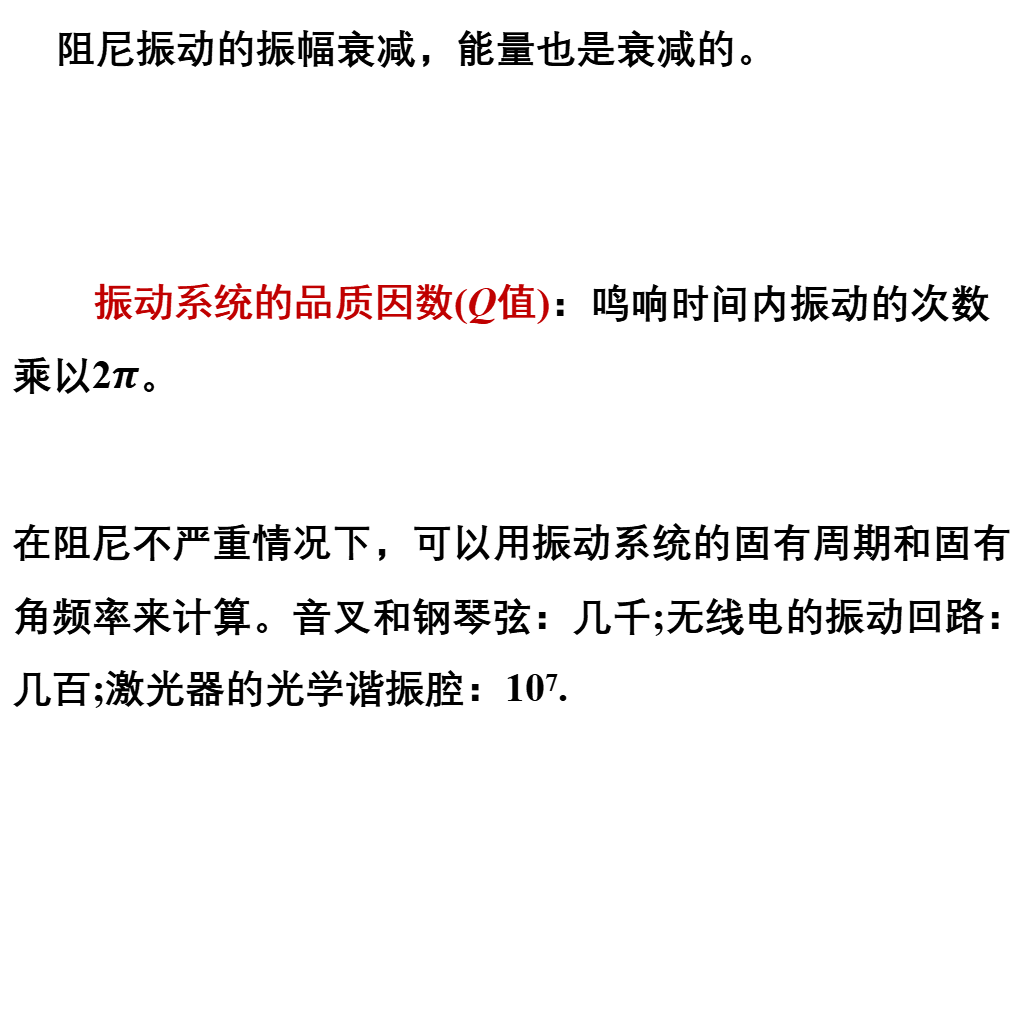 阻尼振动的振幅衰减，能量也是衰减的。
振动系统的品质因数(Q值)：鸣响时间内振动的次数
乘以2π。
在阻尼不严重情况下，可以用振动系统的固有周期和固有
角频率来计算。音叉和钢琴弦：几千;无线电的振动回路：
几百;激光器的光学谐振腔：10⁷.